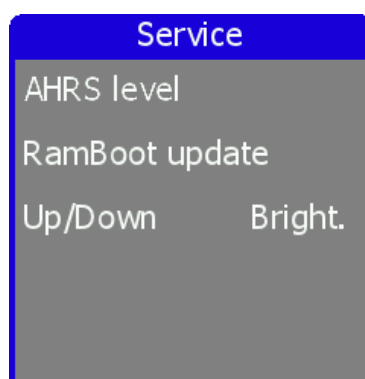 Service
AHRS level
RamBoot update
Up/Down Bright.